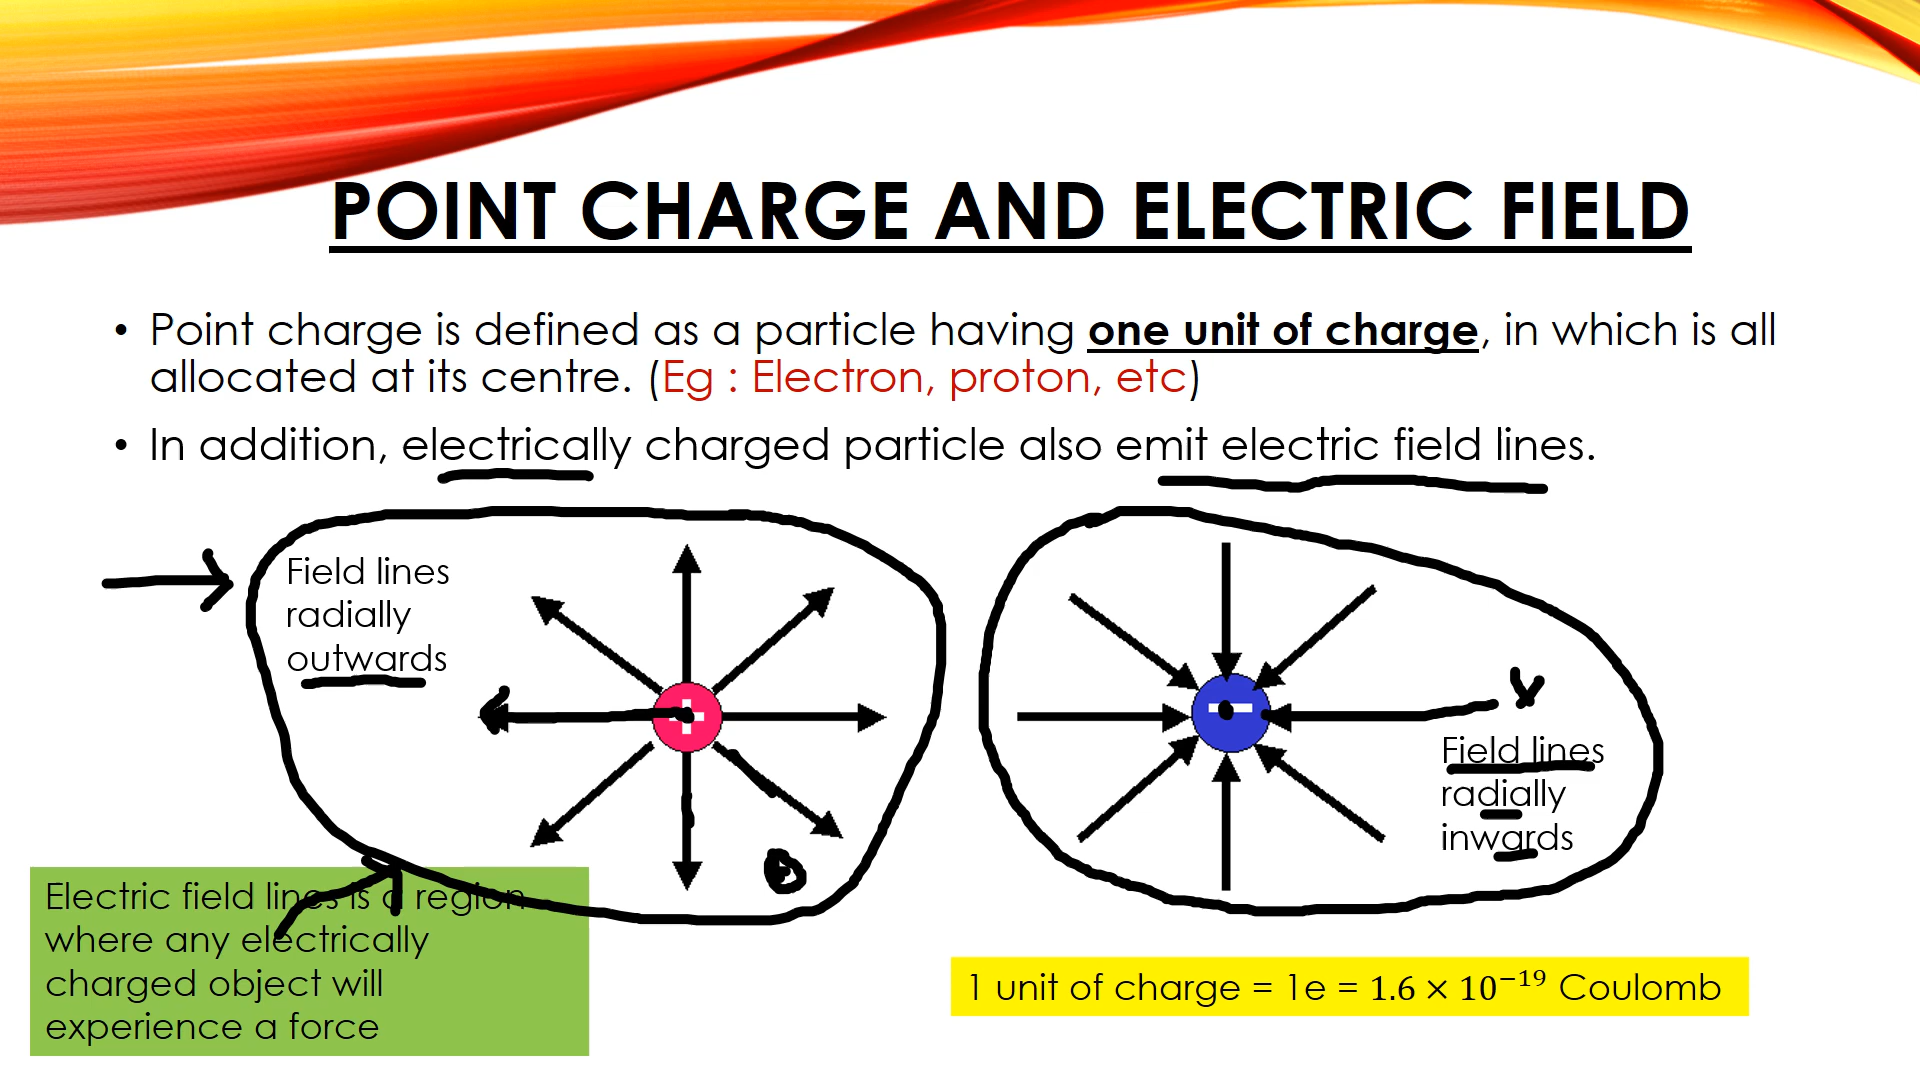 POINT CHARGE AND ELECTRIC FIELD
• Point charge is defined as a particle having one unit of charge, in which is all
allocated at its centre. (Eg : Electron, proton, etc)
• In addition, electrically charged particle also emit electric field lines.
Field lines
radially
outwards
+
−
Field lines
radially
inwards
Electric field lines is a region
where any electrically
charged object will
experience a force
1 unit of charge = 1e = 1.6 × 10⁻¹⁹ Coulomb